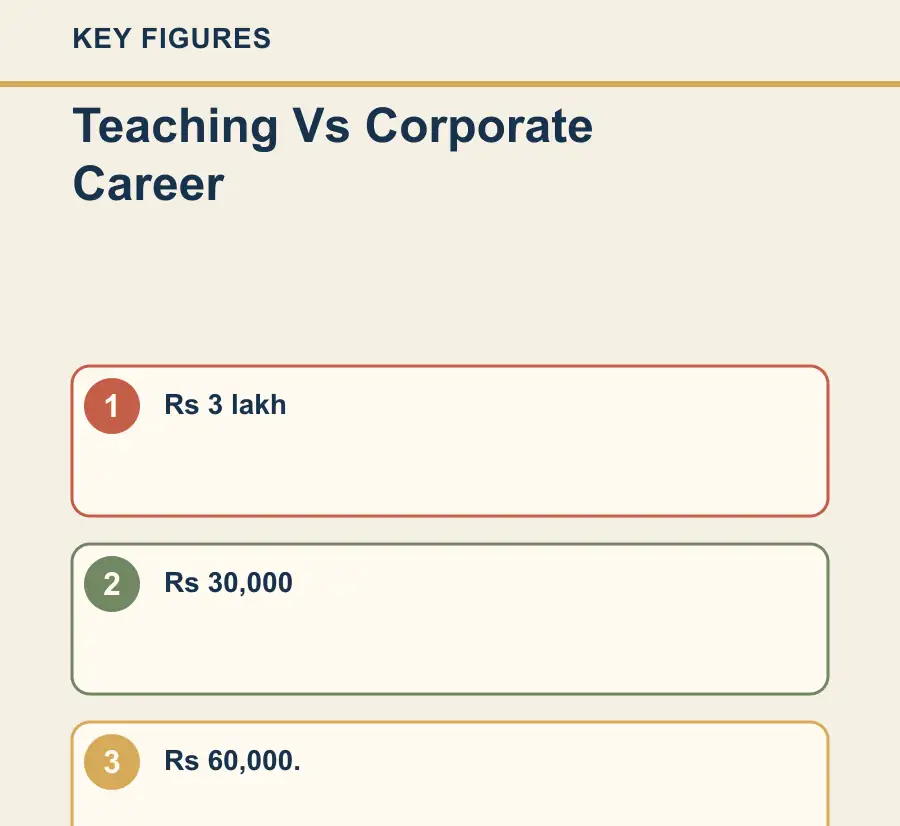 KEY FIGURES
Teaching Vs Corporate
Career
1
Rs 3 lakh
2
Rs 30,000
3
Rs 60,000.